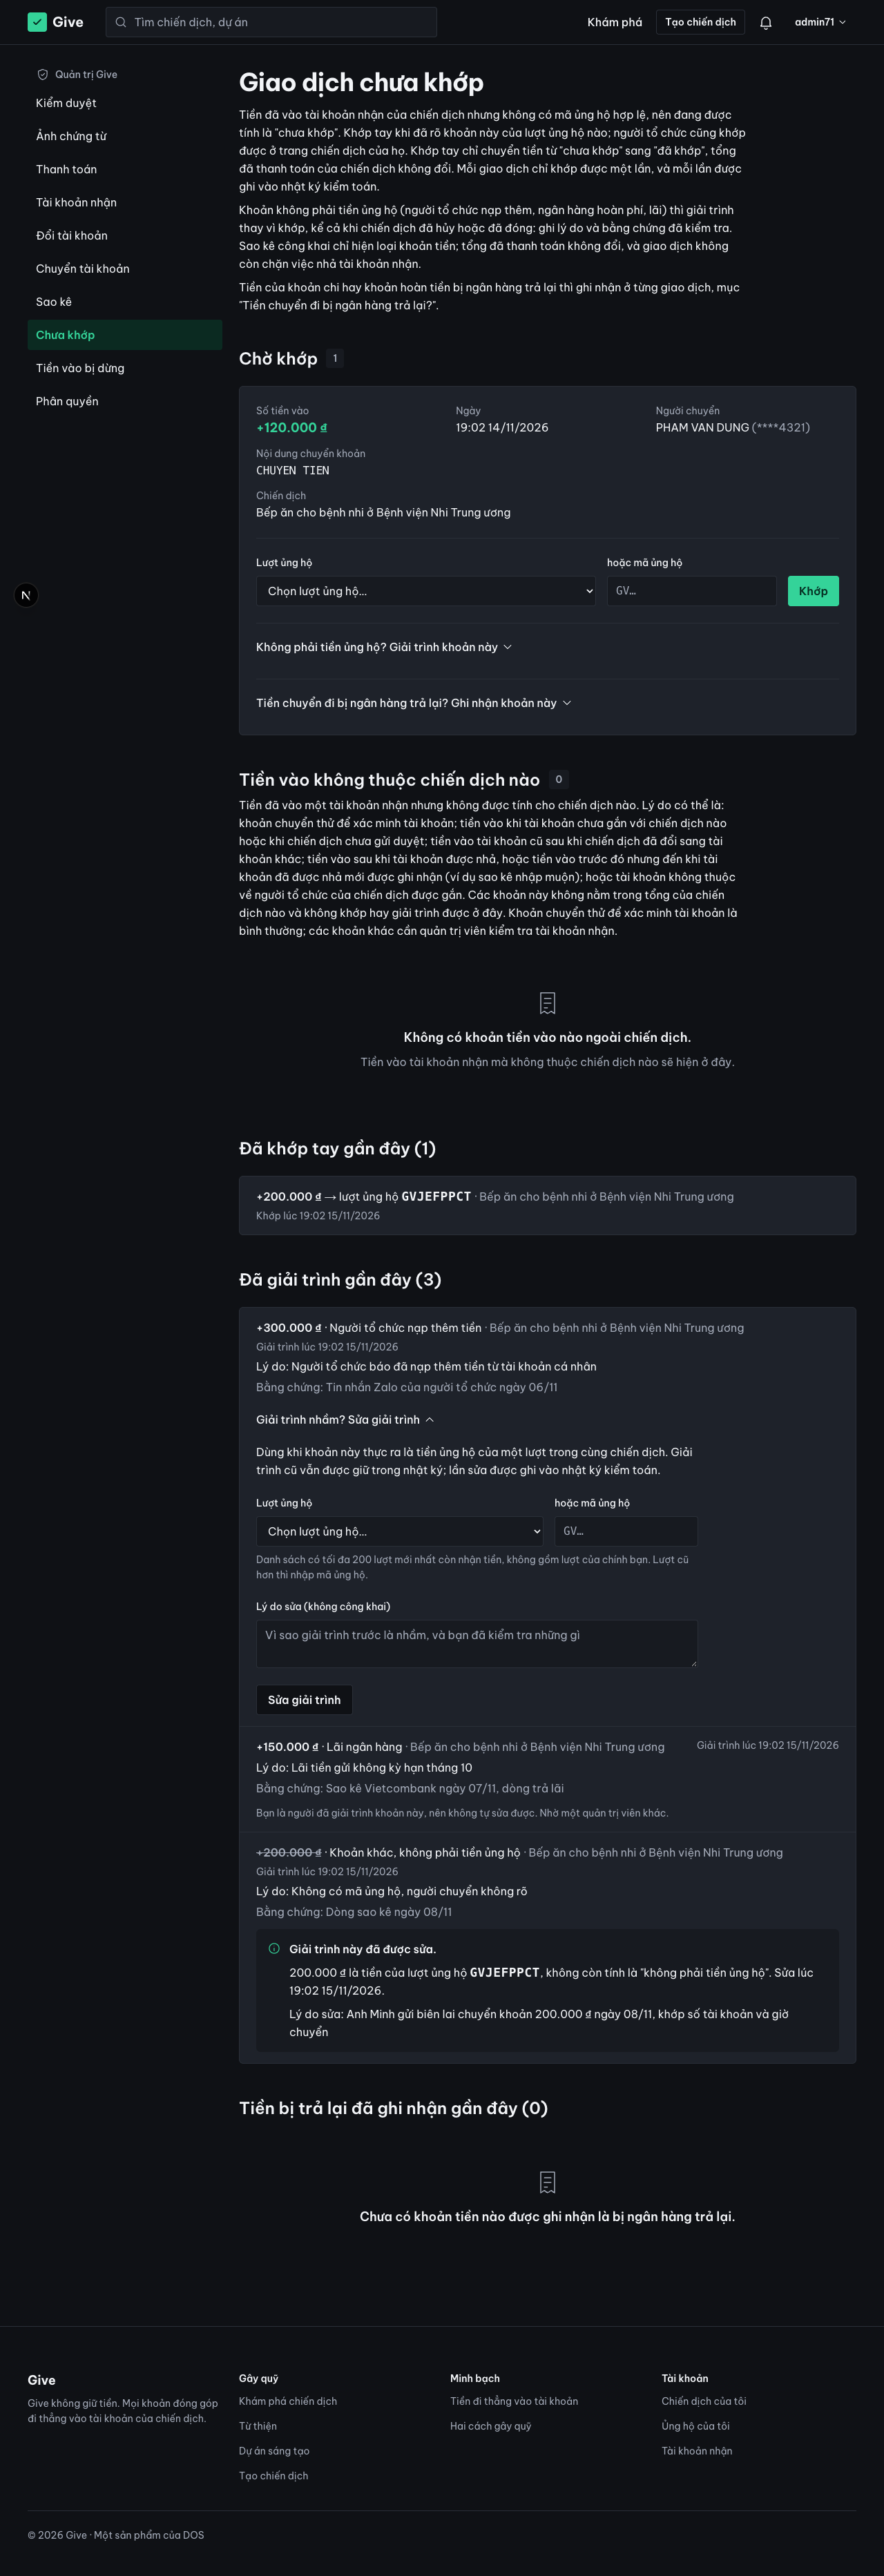 Give
Tìm chiến dịch, dự án
Khám phá
Tạo chiến dịch
admin71
Quản trị Give
Kiểm duyệt
Ảnh chứng từ
Thanh toán
Tài khoản nhận
Đổi tài khoản
Chuyển tài khoản
Sao kê
Chưa khớp
Tiền vào bị dừng
Phân quyền
Giao dịch chưa khớp
Tiền đã vào tài khoản nhận của chiến dịch nhưng không có mã ủng hộ hợp lệ, nên đang được
tính là "chưa khớp". Khớp tay khi đã rõ khoản này của lượt ủng hộ nào; người tổ chức cũng khớp
được ở trang chiến dịch của họ. Khớp tay chỉ chuyển tiền từ "chưa khớp" sang "đã khớp", tổng
đã thanh toán của chiến dịch không đổi. Mỗi giao dịch chỉ khớp được một lần, và mỗi lần được
ghi vào nhật ký kiểm toán.
Khoản không phải tiền ủng hộ (người tổ chức nạp thêm, ngân hàng hoàn phí, lãi) thì giải trình
thay vì khớp, kể cả khi chiến dịch đã hủy hoặc đã đóng: ghi lý do và bằng chứng đã kiểm tra.
Sao kê công khai chỉ hiện loại khoản tiền; tổng đã thanh toán không đổi, và giao dịch không
còn chặn việc nhả tài khoản nhận.
Tiền của khoản chi hay khoản hoàn tiền bị ngân hàng trả lại thì ghi nhận ở từng giao dịch, mục
"Tiền chuyển đi bị ngân hàng trả lại?".
Chờ khớp 1
Số tiền vào
+120.000 ₫
Ngày
19:02 14/11/2026
Người chuyển
PHAM VAN DUNG (****4321)
Nội dung chuyển khoản
CHUYEN TIEN
Chiến dịch
Bếp ăn cho bệnh nhi ở Bệnh viện Nhi Trung ương
Lượt ủng hộ
Chọn lượt ủng hộ…
hoặc mã ủng hộ
GV…
Khớp
Không phải tiền ủng hộ? Giải trình khoản này
Tiền chuyển đi bị ngân hàng trả lại? Ghi nhận khoản này
Tiền vào không thuộc chiến dịch nào 0
Tiền đã vào một tài khoản nhận nhưng không được tính cho chiến dịch nào. Lý do có thể là:
khoản chuyển thử để xác minh tài khoản; tiền vào khi tài khoản chưa gắn với chiến dịch nào
hoặc khi chiến dịch chưa gửi duyệt; tiền vào tài khoản cũ sau khi chiến dịch đã đổi sang tài
khoản khác; tiền vào sau khi tài khoản được nhả, hoặc tiền vào trước đó nhưng đến khi tài
khoản đã được nhả mới được ghi nhận (ví dụ sao kê nhập muộn); hoặc tài khoản không thuộc
về người tổ chức của chiến dịch được gắn. Các khoản này không nằm trong tổng của chiến
dịch nào và không khớp hay giải trình được ở đây. Khoản chuyển thử để xác minh tài khoản là
bình thường; các khoản khác cần quản trị viên kiểm tra tài khoản nhận.
Không có khoản tiền vào nào ngoài chiến dịch.
Tiền vào tài khoản nhận mà không thuộc chiến dịch nào sẽ hiện ở đây.
Đã khớp tay gần đây (1)
+200.000 ₫ → lượt ủng hộ GVJEFPPCT · Bếp ăn cho bệnh nhi ở Bệnh viện Nhi Trung ương
Khớp lúc 19:02 15/11/2026
Đã giải trình gần đây (3)
+300.000 ₫ · Người tổ chức nạp thêm tiền · Bếp ăn cho bệnh nhi ở Bệnh viện Nhi Trung ương
Giải trình lúc 19:02 15/11/2026
Lý do: Người tổ chức báo đã nạp thêm tiền từ tài khoản cá nhân
Bằng chứng: Tin nhắn Zalo của người tổ chức ngày 06/11
Giải trình nhầm? Sửa giải trình
Dùng khi khoản này thực ra là tiền ủng hộ của một lượt trong cùng chiến dịch. Giải
trình cũ vẫn được giữ trong nhật ký; lần sửa được ghi vào nhật ký kiểm toán.
Lượt ủng hộ
Chọn lượt ủng hộ…
hoặc mã ủng hộ
GV…
Danh sách có tối đa 200 lượt mới nhất còn nhận tiền, không gồm lượt của chính bạn. Lượt cũ
hơn thì nhập mã ủng hộ.
Lý do sửa (không công khai)
Vì sao giải trình trước là nhầm, và bạn đã kiểm tra những gì
Sửa giải trình
+150.000 ₫ · Lãi ngân hàng · Bếp ăn cho bệnh nhi ở Bệnh viện Nhi Trung ương
Giải trình lúc 19:02 15/11/2026
Lý do: Lãi tiền gửi không kỳ hạn tháng 10
Bằng chứng: Sao kê Vietcombank ngày 07/11, dòng trả lãi
Bạn là người đã giải trình khoản này, nên không tự sửa được. Nhờ một quản trị viên khác.
+200.000 ₫ · Khoản khác, không phải tiền ủng hộ · Bếp ăn cho bệnh nhi ở Bệnh viện Nhi Trung ương
Giải trình lúc 19:02 15/11/2026
Lý do: Không có mã ủng hộ, người chuyển không rõ
Bằng chứng: Dòng sao kê ngày 08/11
Giải trình này đã được sửa.
200.000 ₫ là tiền của lượt ủng hộ GVJEFPPCT, không còn tính là "không phải tiền ủng hộ". Sửa lúc
19:02 15/11/2026.
Lý do sửa: Anh Minh gửi biên lai chuyển khoản 200.000 ₫ ngày 08/11, khớp số tài khoản và giờ
chuyển
Tiền bị trả lại đã ghi nhận gần đây (0)
Chưa có khoản tiền nào được ghi nhận là bị ngân hàng trả lại.
Give
Give không giữ tiền. Mọi khoản đóng góp
đi thẳng vào tài khoản của chiến dịch.
Gây quỹ
Khám phá chiến dịch
Từ thiện
Dự án sáng tạo
Tạo chiến dịch
Minh bạch
Tiền đi thẳng vào tài khoản
Hai cách gây quỹ
Tài khoản
Chiến dịch của tôi
Ủng hộ của tôi
Tài khoản nhận
© 2026 Give · Một sản phẩm của DOS